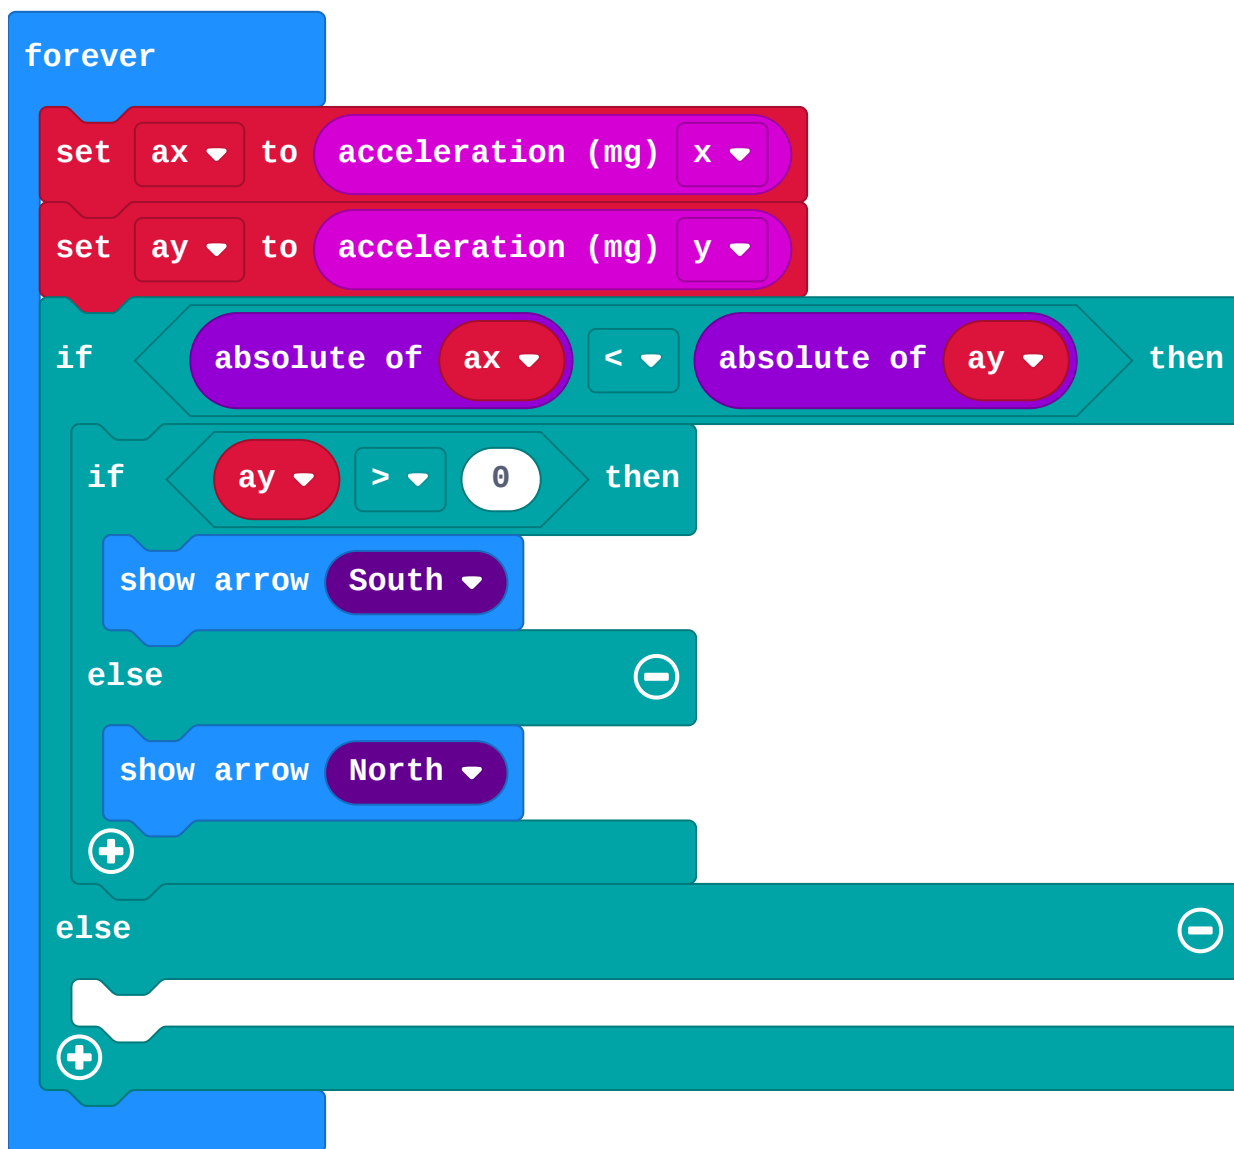 forever
set ax to acceleration (mg) x
set ay to acceleration (mg) y
if absolute of ax < absolute of ay then
if ay > 0 then
show arrow South
else
show arrow North
else